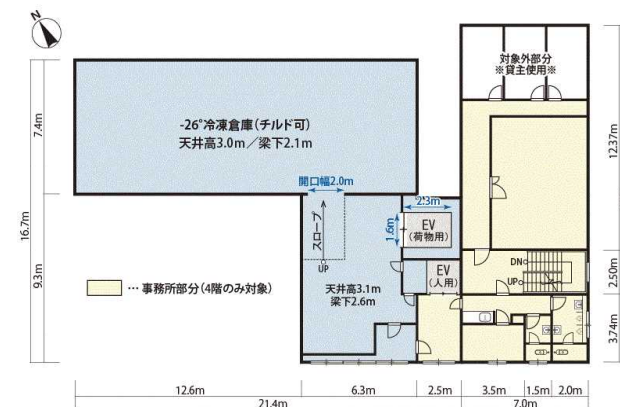 N
対象外部分
※貸主使用※
-26°冷凍倉庫(チルド可)
天井高3.0m/梁下2.1m
7.4m
12.37m
開口幅2.0m
2.3m
1.6m
EV
(荷物用)
スロープ
UP
16.7m
9.3m
EV
(人用)
DN
UP
2.50m
天井高3.1m
梁下2.6m
… 事務所部分(4階のみ対象)
3.74m
12.6m
6.3m
2.5m
3.5m
1.5m
2.0m
21.4m
7.0m